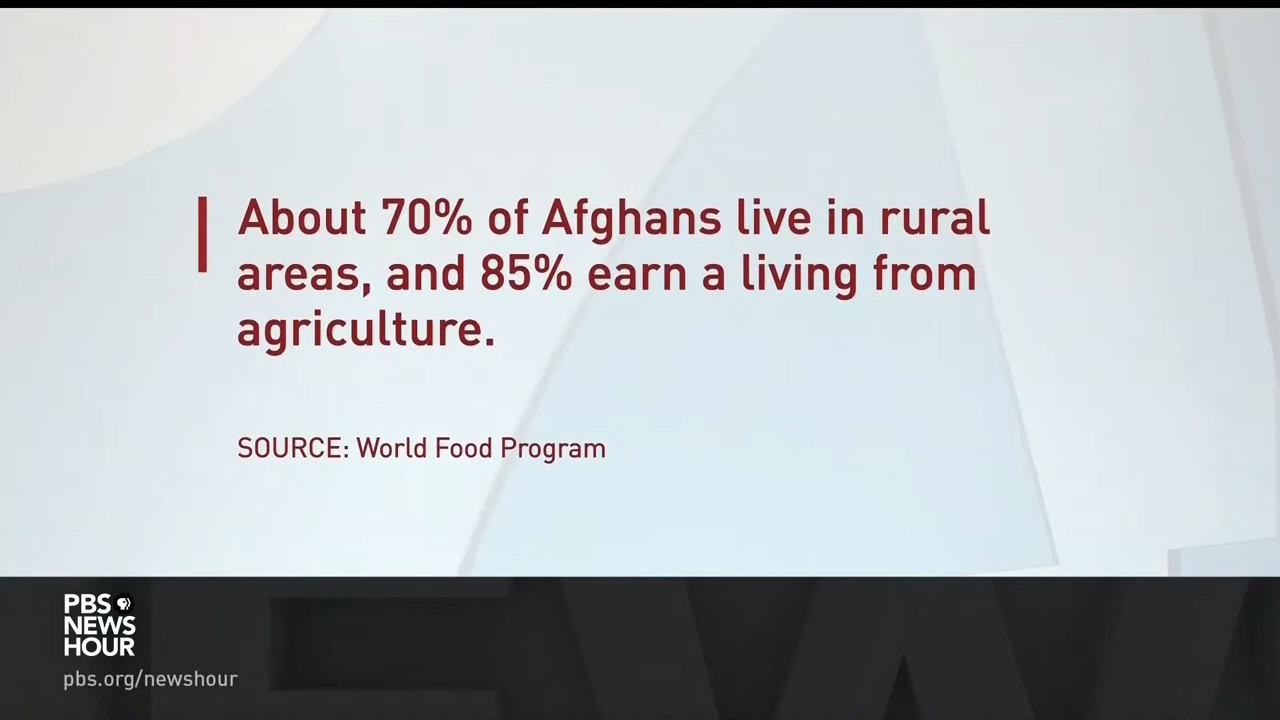 About 70% of Afghans live in rural
areas, and 85% earn a living from
agriculture.
SOURCE: World Food Program
PBS
NEWS
HOUR
pbs.org/newshour